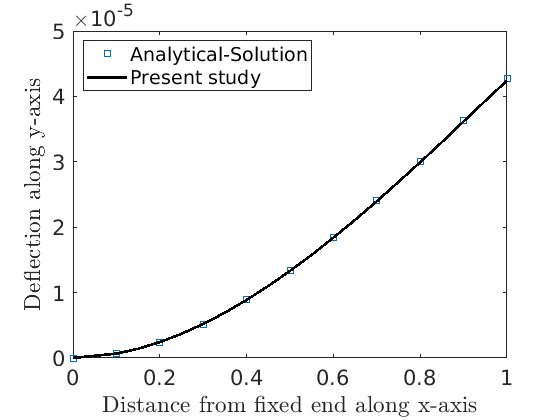 ×10-5
5
4
3
2
1
0
Analytical-Solution
Present study
Deflection along y-axis
0 0.2 0.4 0.6 0.8 1
Distance from fixed end along x-axis